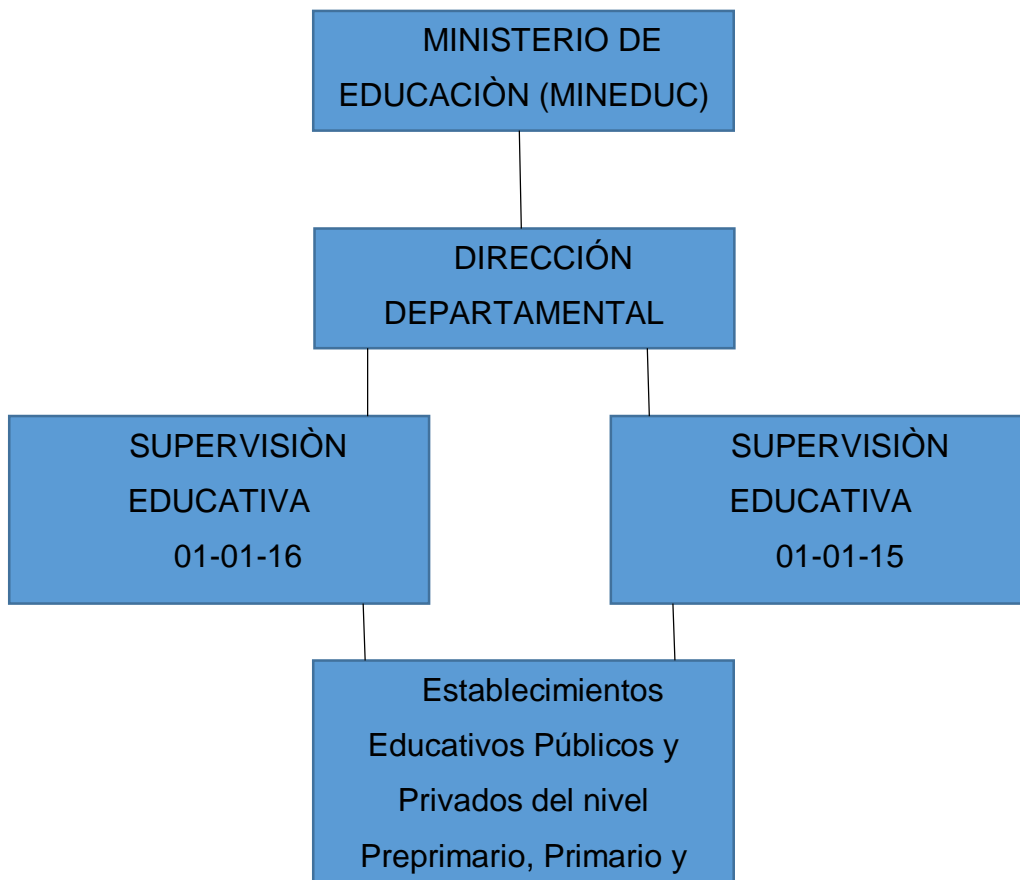 MINISTERIO DE
EDUCACIÒN (MINEDUC)
DIRECCIÓN
DEPARTAMENTAL
SUPERVISIÒN
EDUCATIVA
01-01-16
SUPERVISIÒN
EDUCATIVA
01-01-15
Establecimientos
Educativos Públicos y
Privados del nivel
Preprimario, Primario y